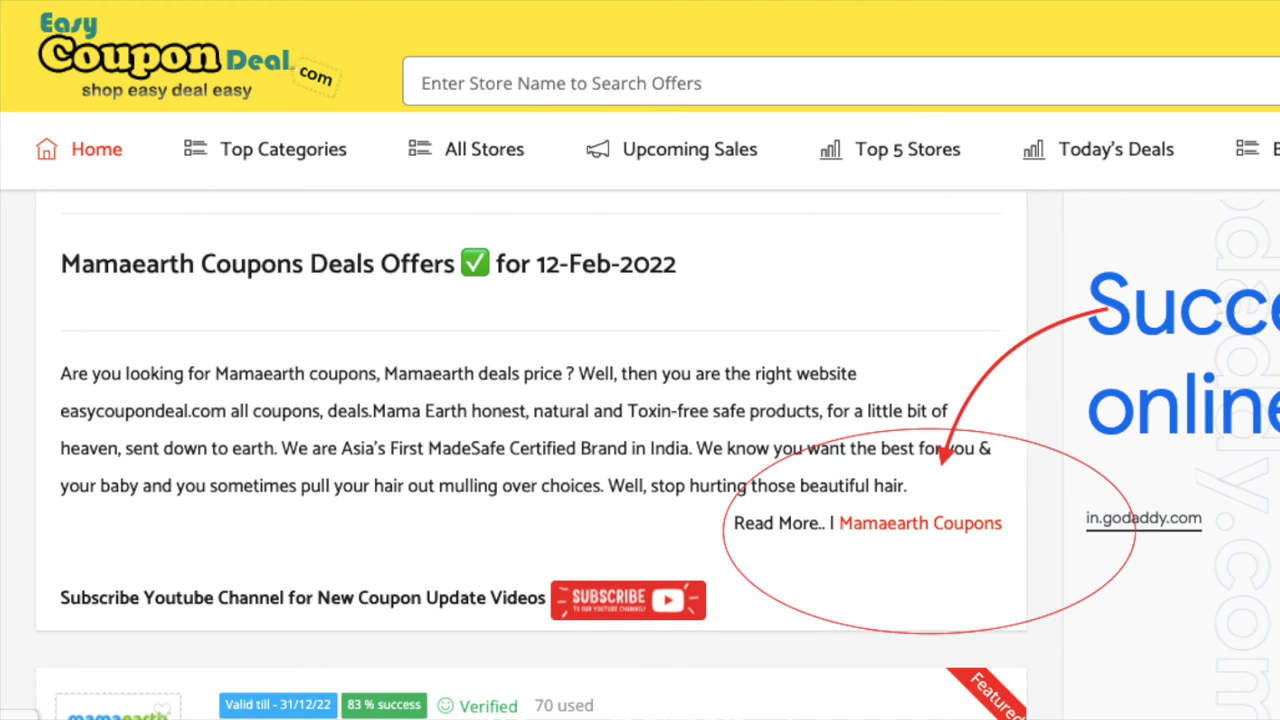 Easy
Coupon Deal.com
shop easy deal easy
Enter Store Name to Search Offers
Home Top Categories All Stores Upcoming Sales Top 5 Stores Today's Deals
Mamaearth Coupons Deals Offers ✅ for 12-Feb-2022
Are you looking for Mamaearth coupons, Mamaearth deals price ? Well, then you are the right website
easycoupondeal.com all coupons, deals.Mama Earth honest, natural and Toxin-free safe products, for a little bit of
heaven, sent down to earth. We are Asia's First MadeSafe Certified Brand in India. We know you want the best for you &
your baby and you sometimes pull your hair out mulling over choices. Well, stop hurting those beautiful hair.
Read More.. | Mamaearth Coupons
Succe
online
in.godaddy.com
godaddy.com
Subscribe Youtube Channel for New Coupon Update Videos
SUBSCRIBE
TO OUR YOUTUBE CHANNEL!
mamaearth
Valid till - 31/12/22 83 % success Verified 70 used
Featured